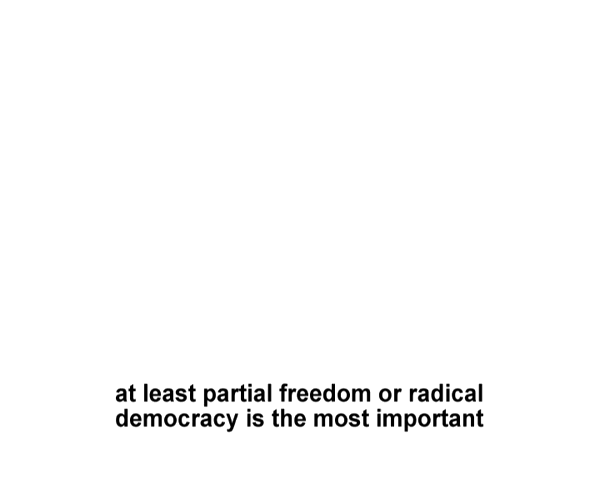 at least partial freedom or radical
democracy is the most important